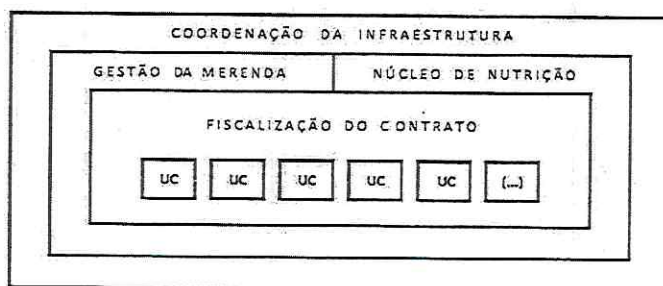 COORDENAÇÃO DA INFRAESTRUTURA
GESTÃO DA MERENDA NÚCLEO DE NUTRIÇÃO
FISCALIZAÇÃO DO CONTRATO
UC UC UC UC UC (...)